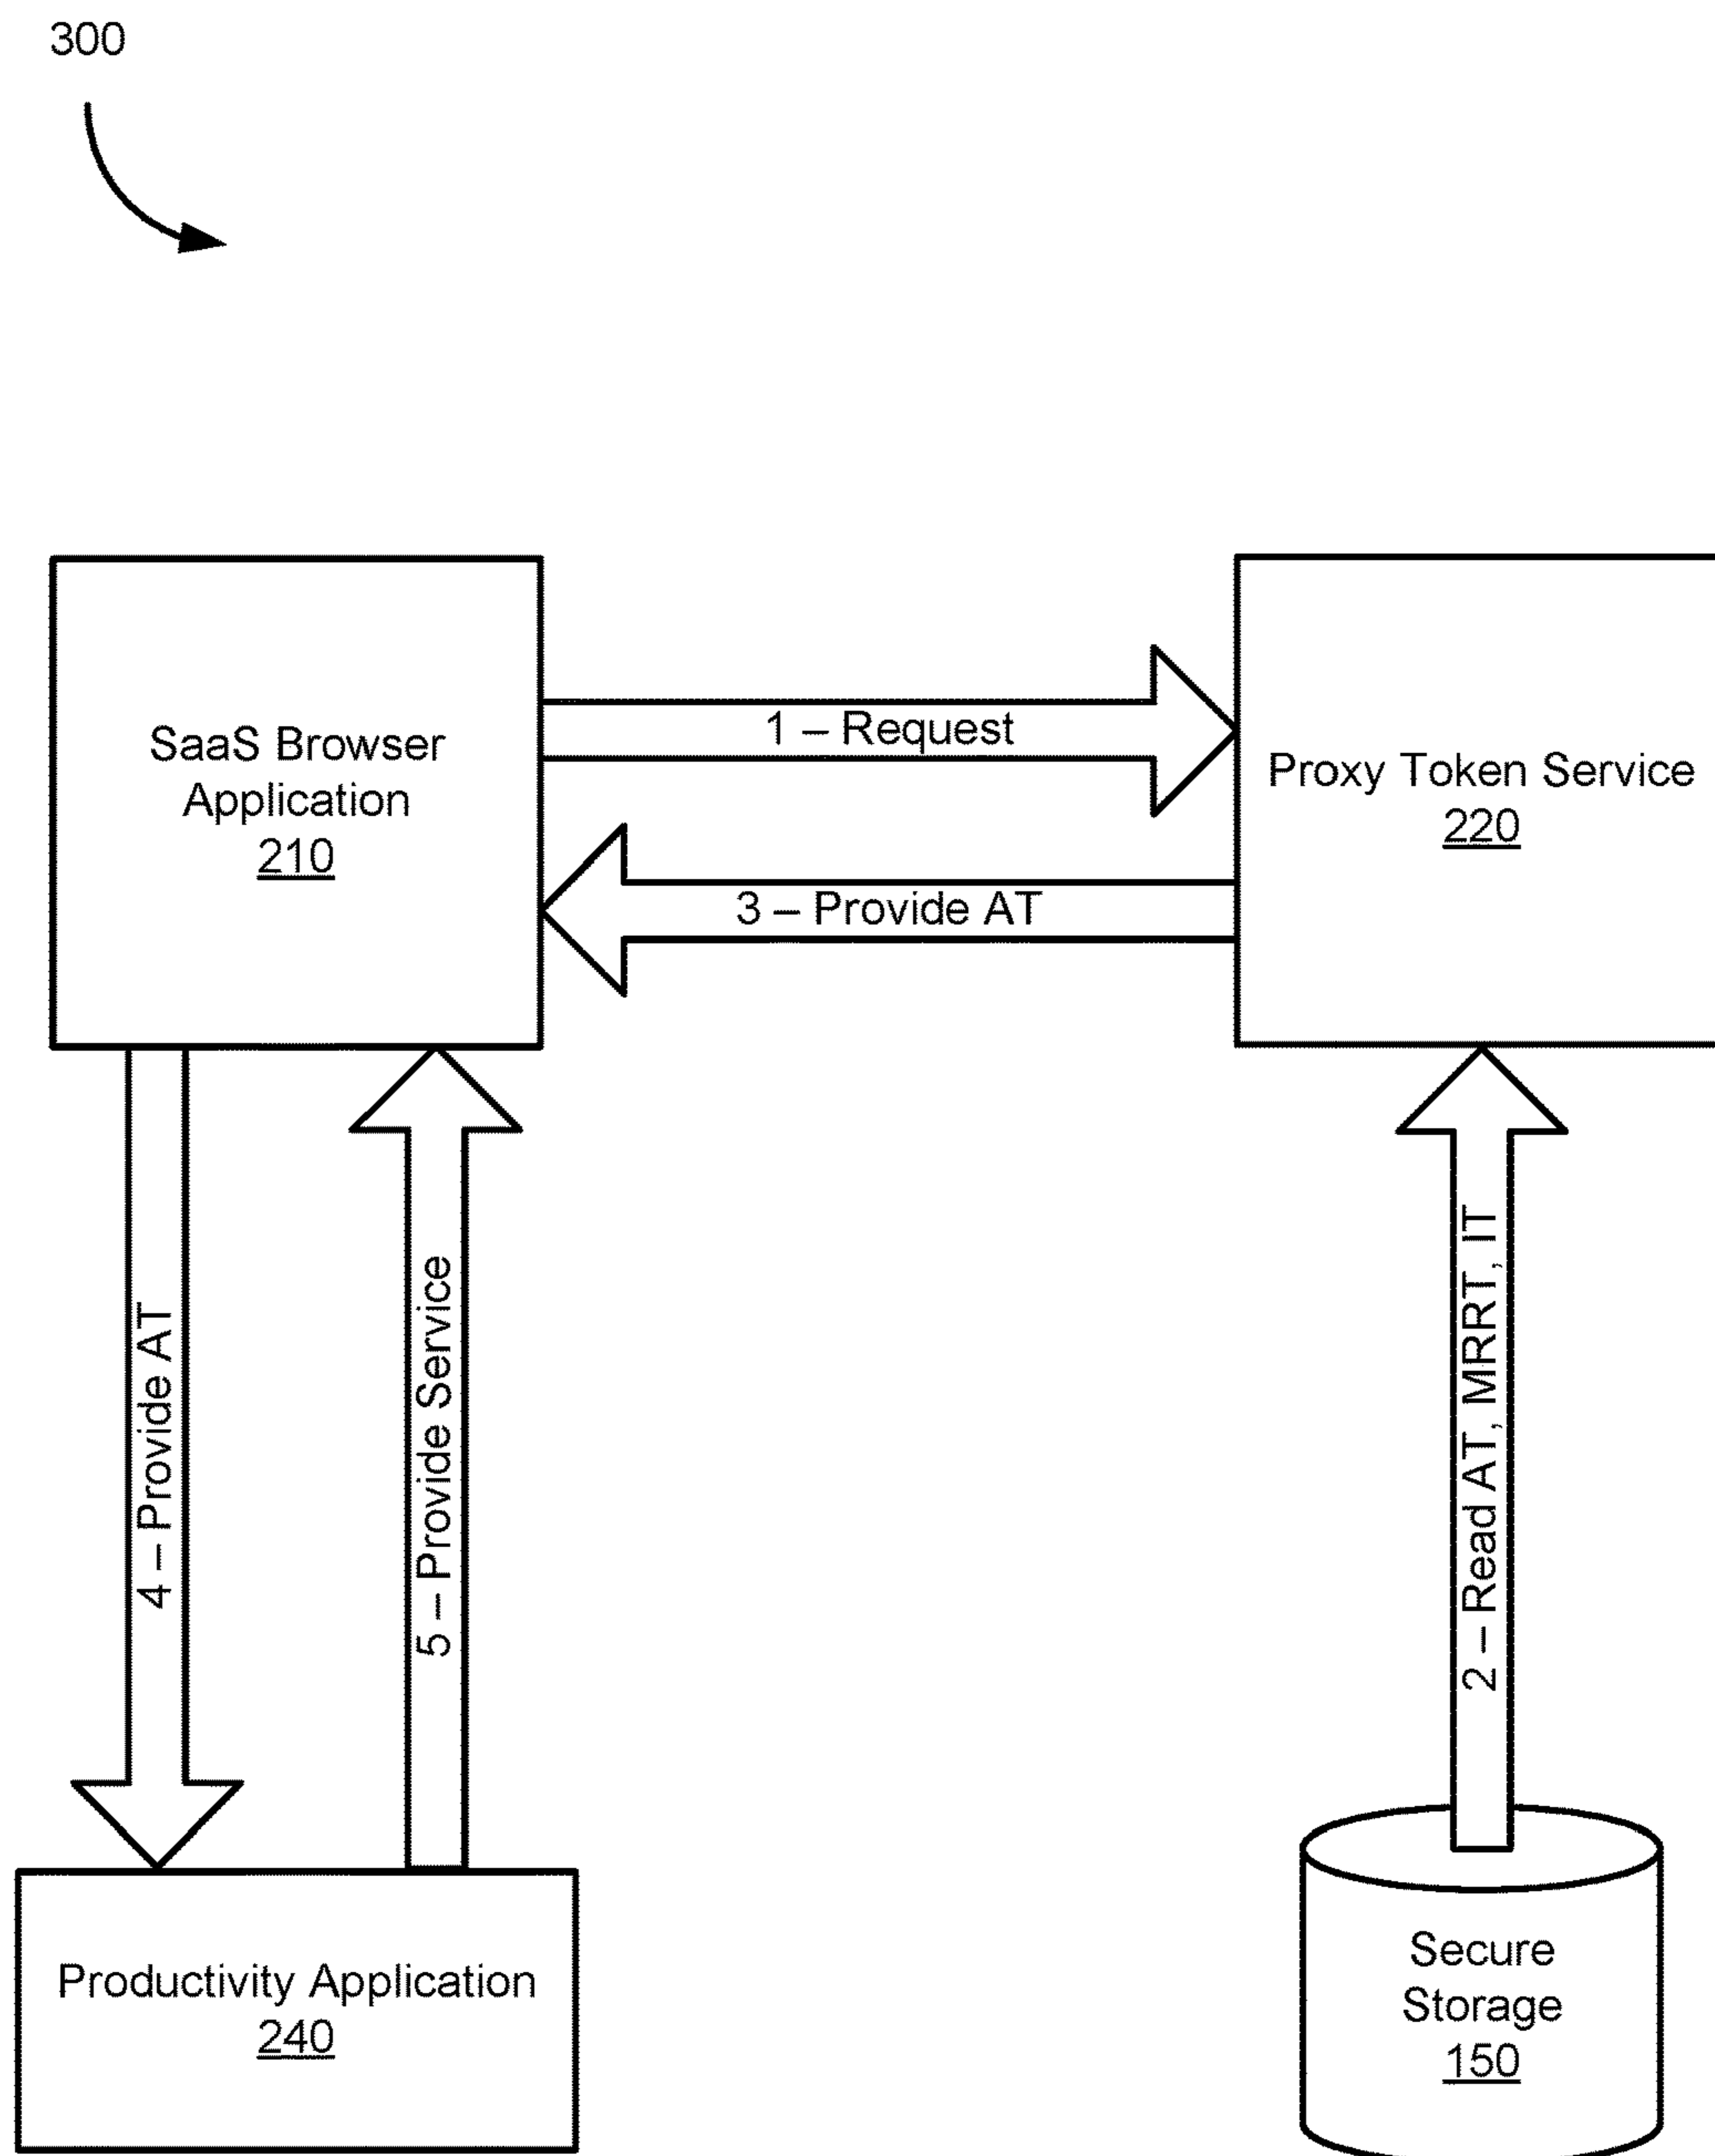 300
SaaS Browser
Application
210
1 – Request
Proxy Token Service
220
3 – Provide AT
4 – Provide AT
5 – Provide Service
2 – Read AT, MRRT, IT
Productivity Application
240
Secure
Storage
150